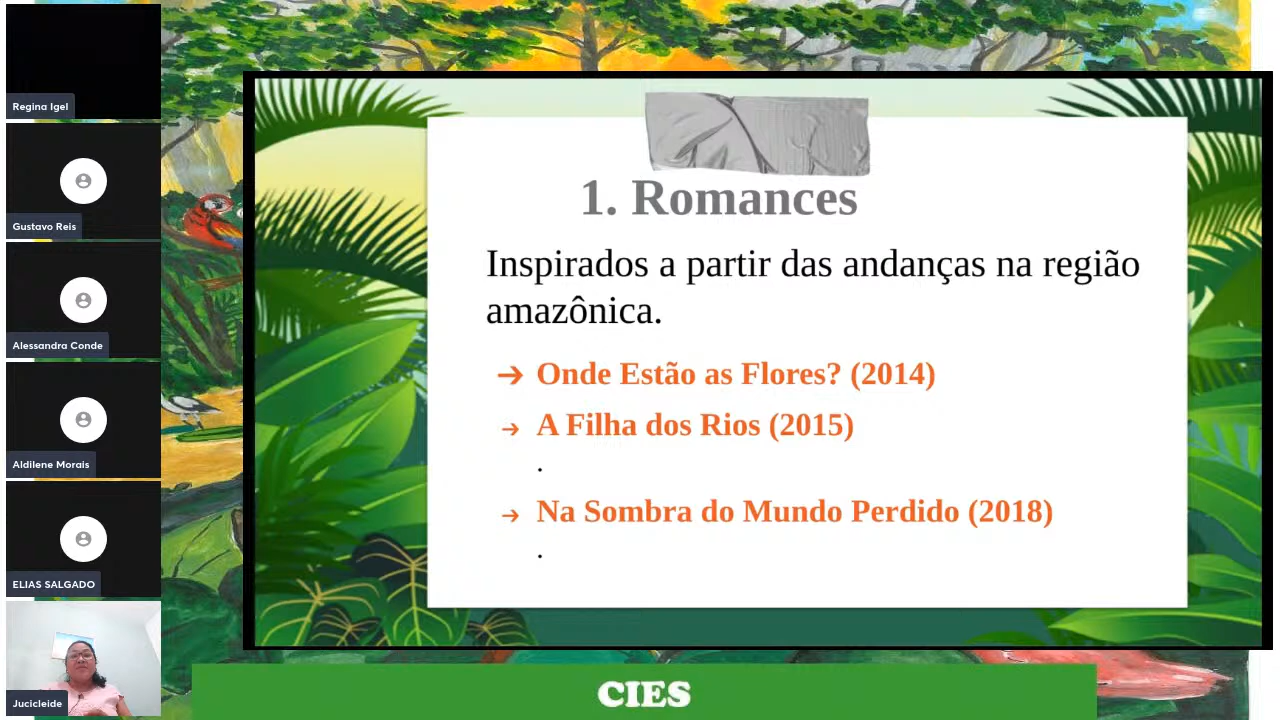 Regina Igel
Gustavo Reis
Alessandra Conde
Aldilene Morais
ELIAS SALGADO
Jucicleide
1. Romances
Inspirados a partir das andanças na região
amazônica.
➔ Onde Estão as Flores? (2014)
→ A Filha dos Rios (2015)
.
→ Na Sombra do Mundo Perdido (2018)
.
CIES